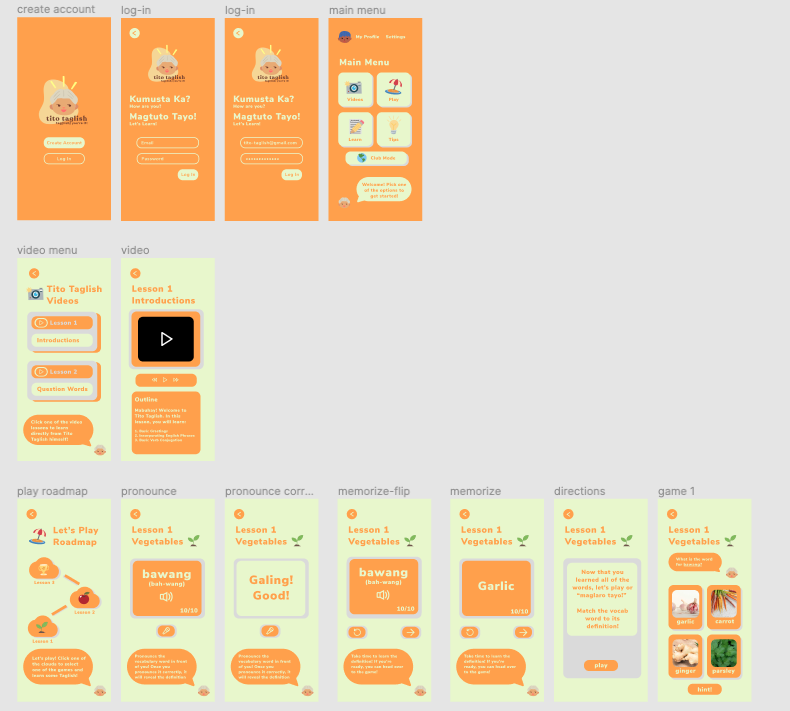 create account
log-in
log-in
main menu
tito taglish
Create Account
Log In
tito taglish
Kumusta Ka?
How are you?
Magtuto Tayo!
Let's Learn!
Email
Password
Log In
tito taglish
Kumusta Ka?
How are you?
Magtuto Tayo!
Let's Learn!
tito-taglish@gmail.com
Log In
My Profile
Settings
Main Menu
Videos
Play
Learn
Tips
Club Node
Welcome! Pick one
of the options to
get started!
video menu
video
Tito Taglish
Videos
Lesson 1
Introductions
Lesson 2
Question Words
Click one of the video
lessons to learn
directly from Tito
Taglish himself!
Lesson 1
Introductions
Outline
Mabuhay! Welcome to
Tito Taglish. In this
lesson, you will learn:
1. Basic Greeting!
3. Basic Verb Conjugation!
play roadmap
pronounce
pronounce corr...
memorize-flip
memorize
directions
game 1
Let's Play
Roadmap
Lesson 3
Lesson 2
Lesson 1
Let's play! Click one of
the clouds to select
one of the games and
learn some Taglish!
Lesson 1
Vegetables
bawang
(bah-wang)
10/10
Pronounce the
vocabulary word in front
of you! Once you
pronounce it correctly, it
will reveal the definition
Lesson 1
Vegetables
Galing!
Good!
Pronounce the
vocabulary word in front
of you! Once you
pronounce it correctly, it
will reveal the definition
Lesson 1
Vegetables
bawang
(bah-wang)
10/10
Take time to learn the
definition! If you're
ready, you can head over
to the game!
Lesson 1
Vegetables
Garlic
10/10
Take time to learn the
definition! If you're
ready, you can head over
to the game!
Lesson 1
Vegetables
Now that you
learned all of the
words, let's play or
"maglaro tayo!"
Match the vocab
word to its
definition!
play
Lesson 1
Vegetables
What is the word
for
garlic
carrot
ginger
parsley
hint!